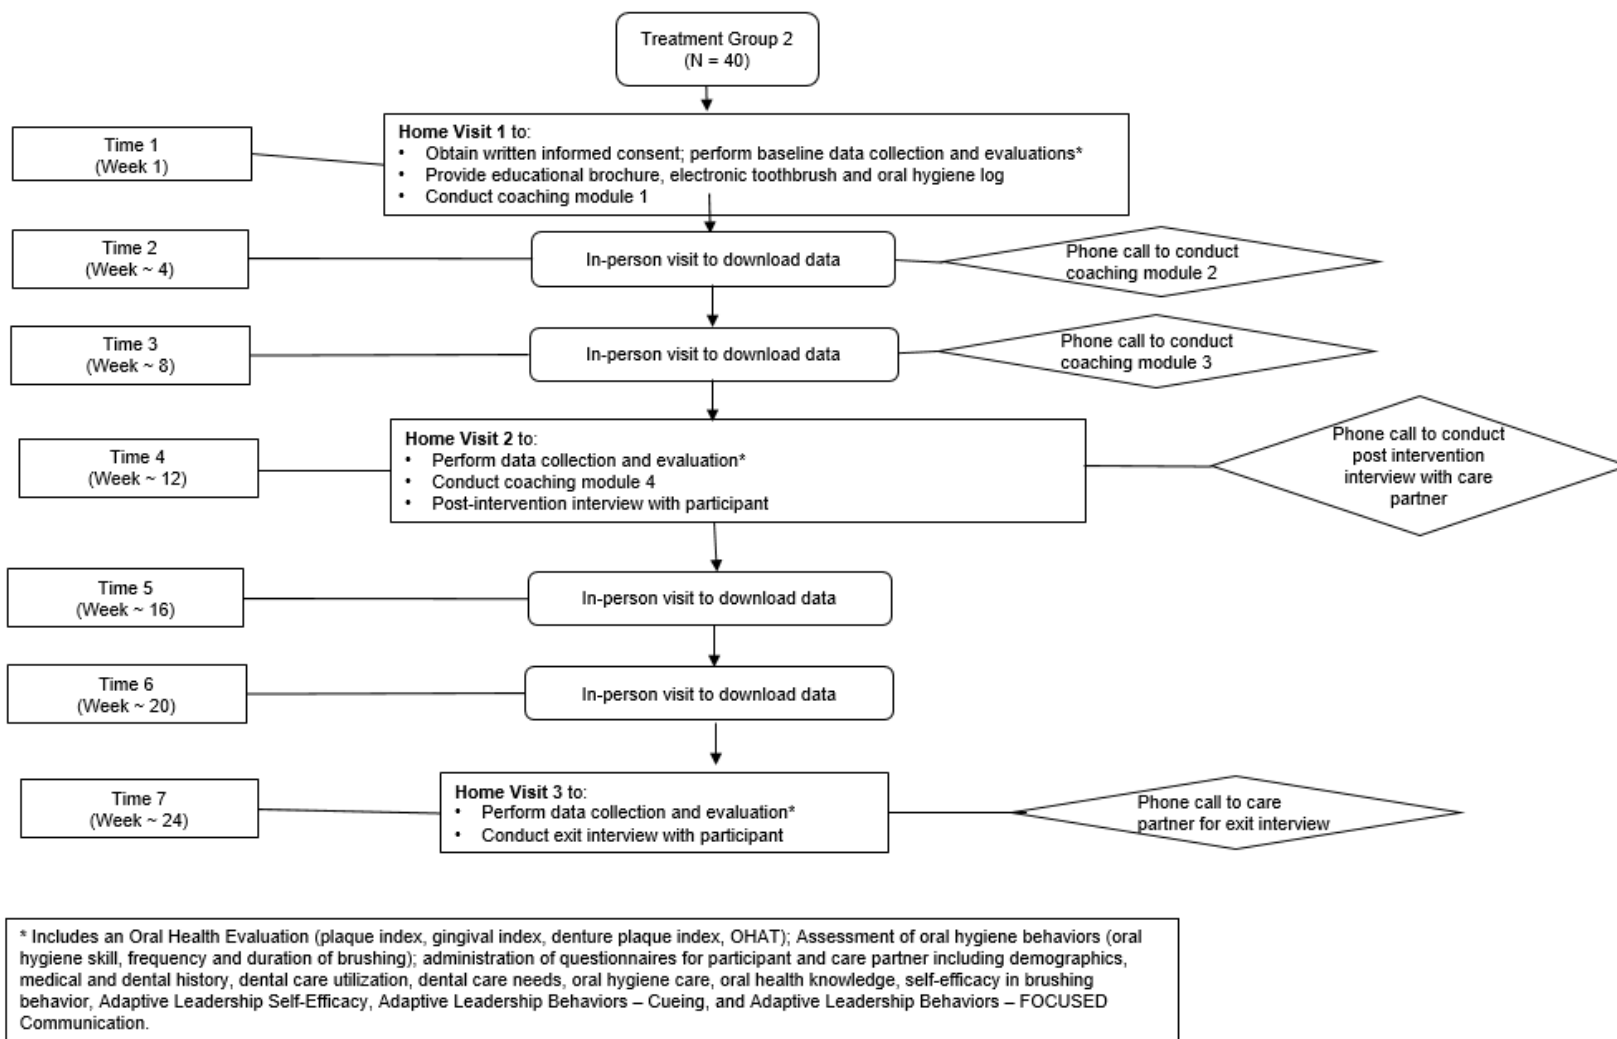 Treatment Group 2
(N = 40)
Time 1
(Week 1)
Home Visit 1 to:
• Obtain written informed consent; perform baseline data collection and evaluations*
• Provide educational brochure, electronic toothbrush and oral hygiene log
• Conduct coaching module 1
Time 2
(Week ~ 4)
In-person visit to download data
Phone call to conduct
coaching module 2
Time 3
(Week ~ 8)
In-person visit to download data
Phone call to conduct
coaching module 3
Time 4
(Week ~ 12)
Home Visit 2 to:
• Perform data collection and evaluation*
• Conduct coaching module 4
• Post-intervention interview with participant
Phone call to conduct
post intervention
interview with care
partner
Time 5
(Week ~ 16)
In-person visit to download data
Time 6
(Week ~ 20)
In-person visit to download data
Time 7
(Week ~ 24)
Home Visit 3 to:
• Perform data collection and evaluation*
• Conduct exit interview with participant
Phone call to care
partner for exit interview
* Includes an Oral Health Evaluation (plaque index, gingival index, denture plaque index, OHAT); Assessment of oral hygiene behaviors (oral
hygiene skill, frequency and duration of brushing); administration of questionnaires for participant and care partner including demographics,
medical and dental history, dental care utilization, dental care needs, oral hygiene care, oral health knowledge, self-efficacy in brushing
behavior, Adaptive Leadership Self-Efficacy, Adaptive Leadership Behaviors – Cueing, and Adaptive Leadership Behaviors – FOCUSED
Communication.